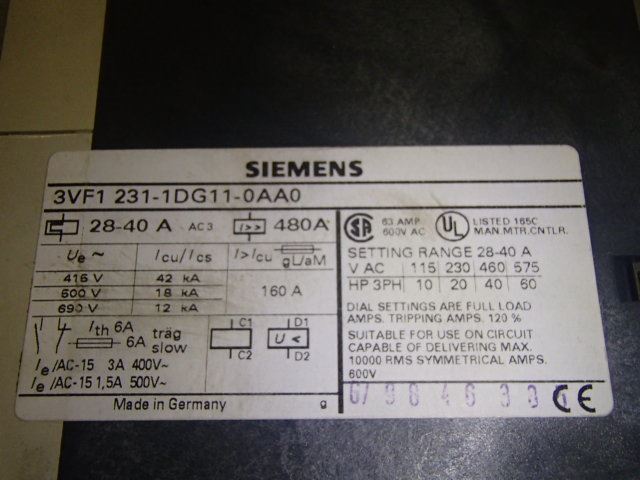 SIEMENS
3VF1 231-1DG11-0AA0
28-40 A AC3 I>> 480A
Ue ~ Icu/Ics I>Icu gL/aM
416 V 42 kA
600 V 18 kA 160 A
690 V 12 kA
Ith 6A träg
6A slow
Ie/AC-15 3A 400V~
Ie/AC-15 1,5A 500V~
C1 D1
U<
C2 D2
Made in Germany g
SA 63 AMP
600V AC
UL LISTED 165C
MAN.MTR.CNTLR.
SETTING RANGE 28-40 A
V AC 115 230 460 575
HP 3PH 10 20 40 60
DIAL SETTINGS ARE FULL LOAD
AMPS. TRIPPING AMPS. 120 %
SUITABLE FOR USE ON CIRCUIT
CAPABLE OF DELIVERING MAX.
10000 RMS SYMMETRICAL AMPS.
600V
CE